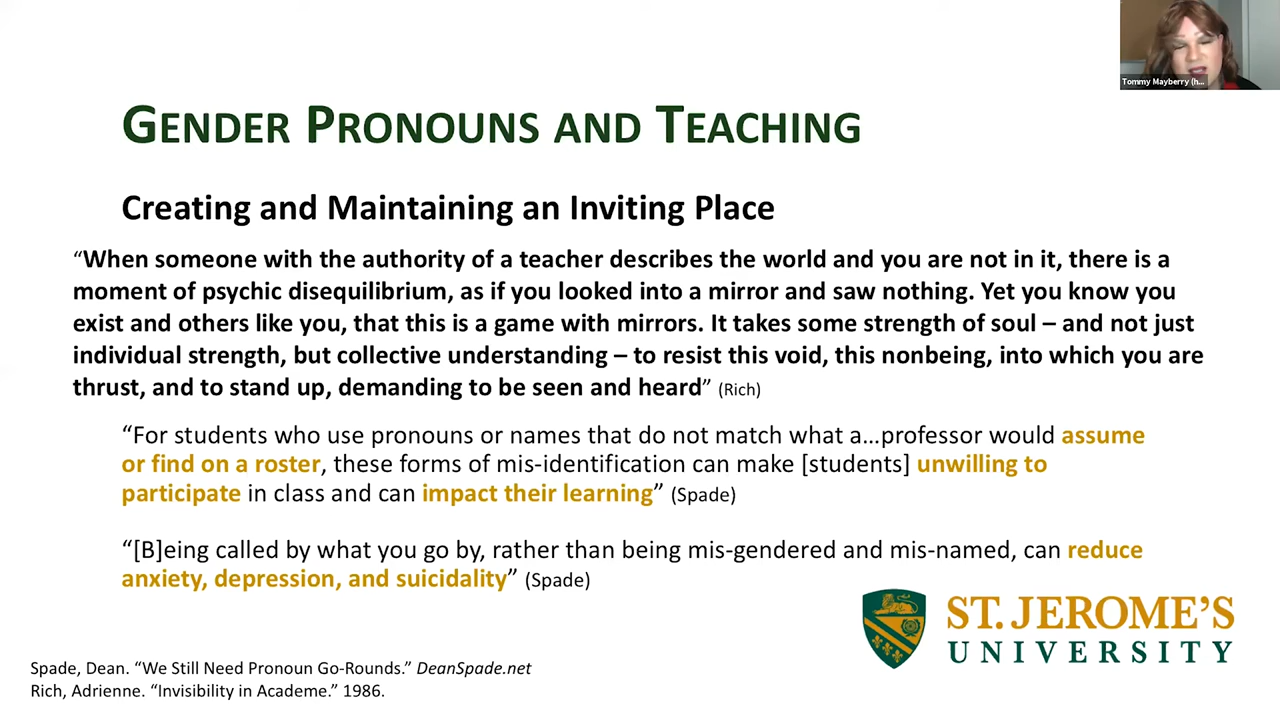 Tommy Mayberry (h...
GENDER PRONOUNS AND TEACHING
Creating and Maintaining an Inviting Place
“When someone with the authority of a teacher describes the world and you are not in it, there is a
moment of psychic disequilibrium, as if you looked into a mirror and saw nothing. Yet you know you
exist and others like you, that this is a game with mirrors. It takes some strength of soul – and not just
individual strength, but collective understanding – to resist this void, this nonbeing, into which you are
thrust, and to stand up, demanding to be seen and heard” (Rich)
“For students who use pronouns or names that do not match what a…professor would assume
or find on a roster, these forms of mis-identification can make [students] unwilling to
participate in class and can impact their learning” (Spade)
“[B]eing called by what you go by, rather than being mis-gendered and mis-named, can reduce
anxiety, depression, and suicidality” (Spade)
ST. JEROME’S
UNIVERSITY
Spade, Dean. “We Still Need Pronoun Go-Rounds.” DeanSpade.net
Rich, Adrienne. “Invisibility in Academe.” 1986.